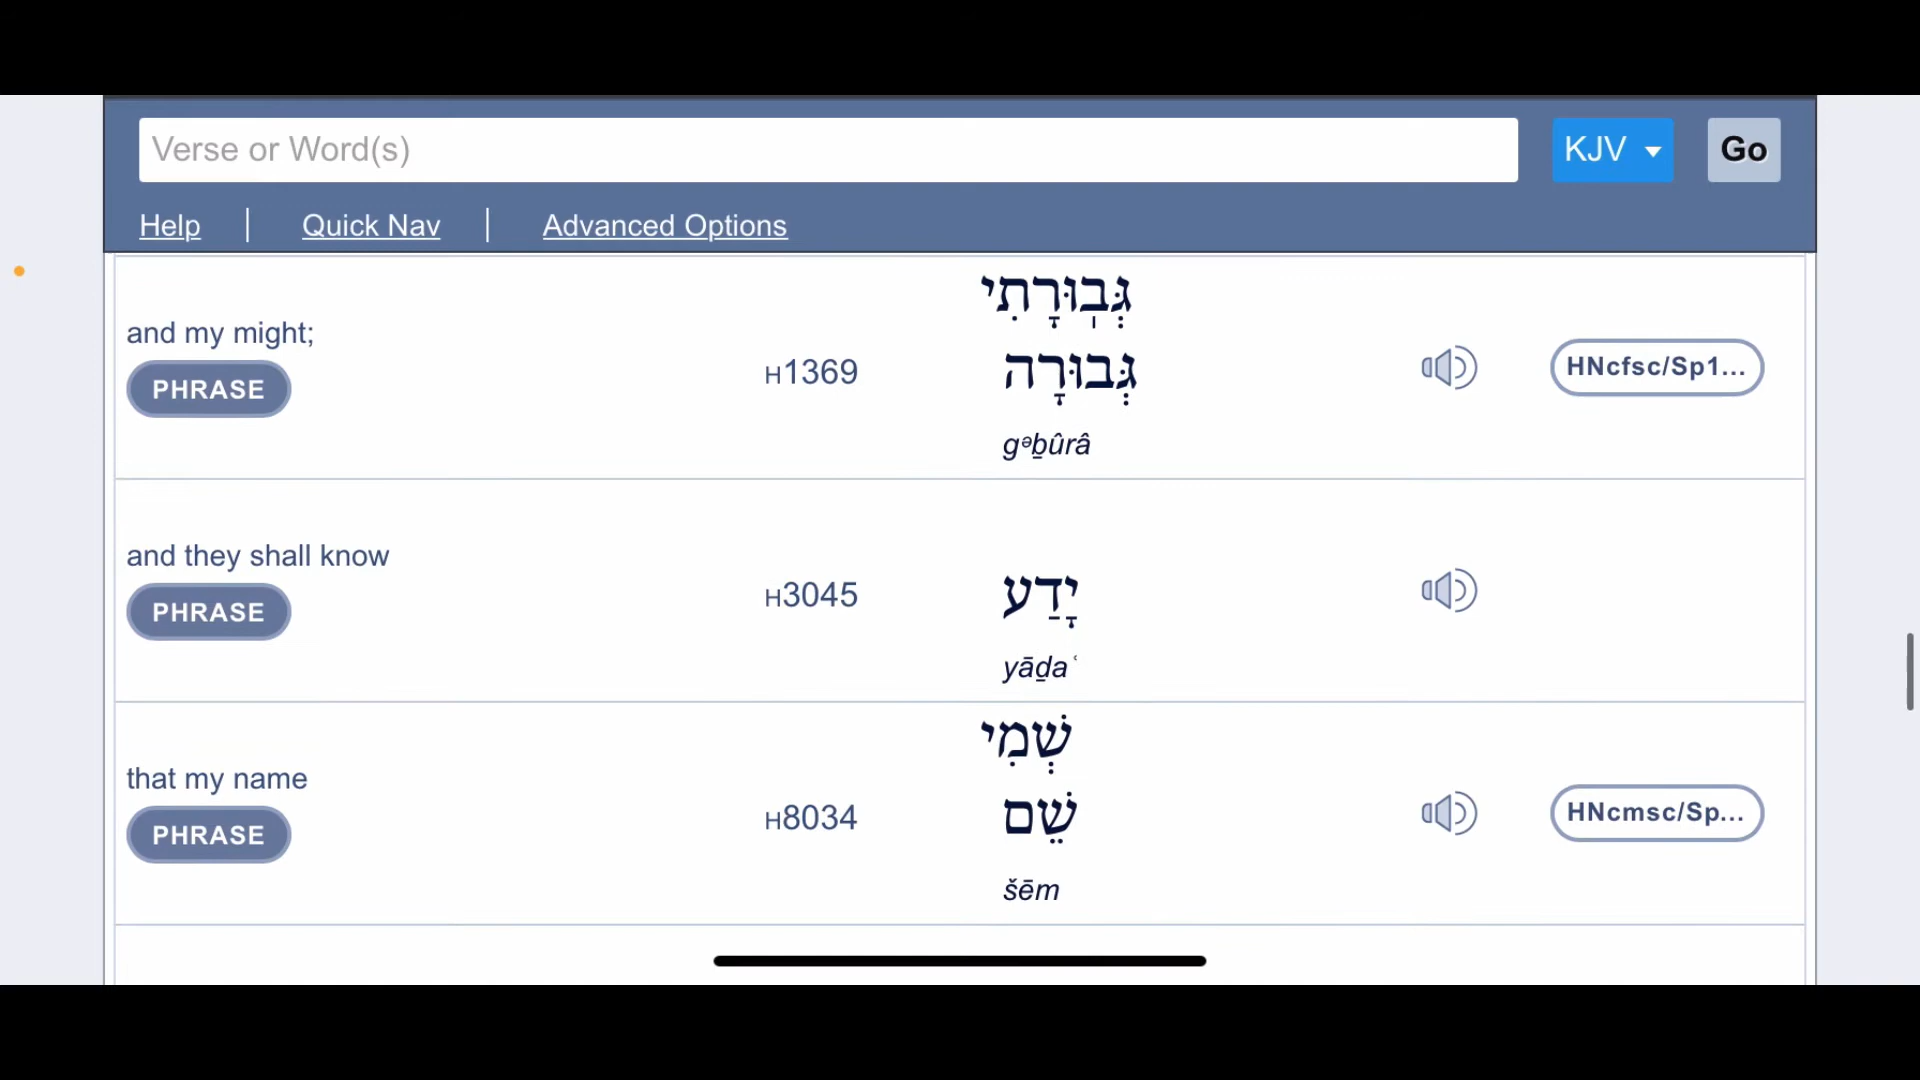 Verse or Word(s)
KJV
Go
Help | Quick Nav | Advanced Options
and my might;
PHRASE
H1369
גְּבֽוּרָתִי
גְּבוּרָה
gᵊḇûrâ
HNcfsc/Sp1...
and they shall know
PHRASE
H3045
יָדַע
yāḏaʿ
that my name
PHRASE
H8034
שְׁמִי
שֵׁם
šēm
HNcmsc/Sp...